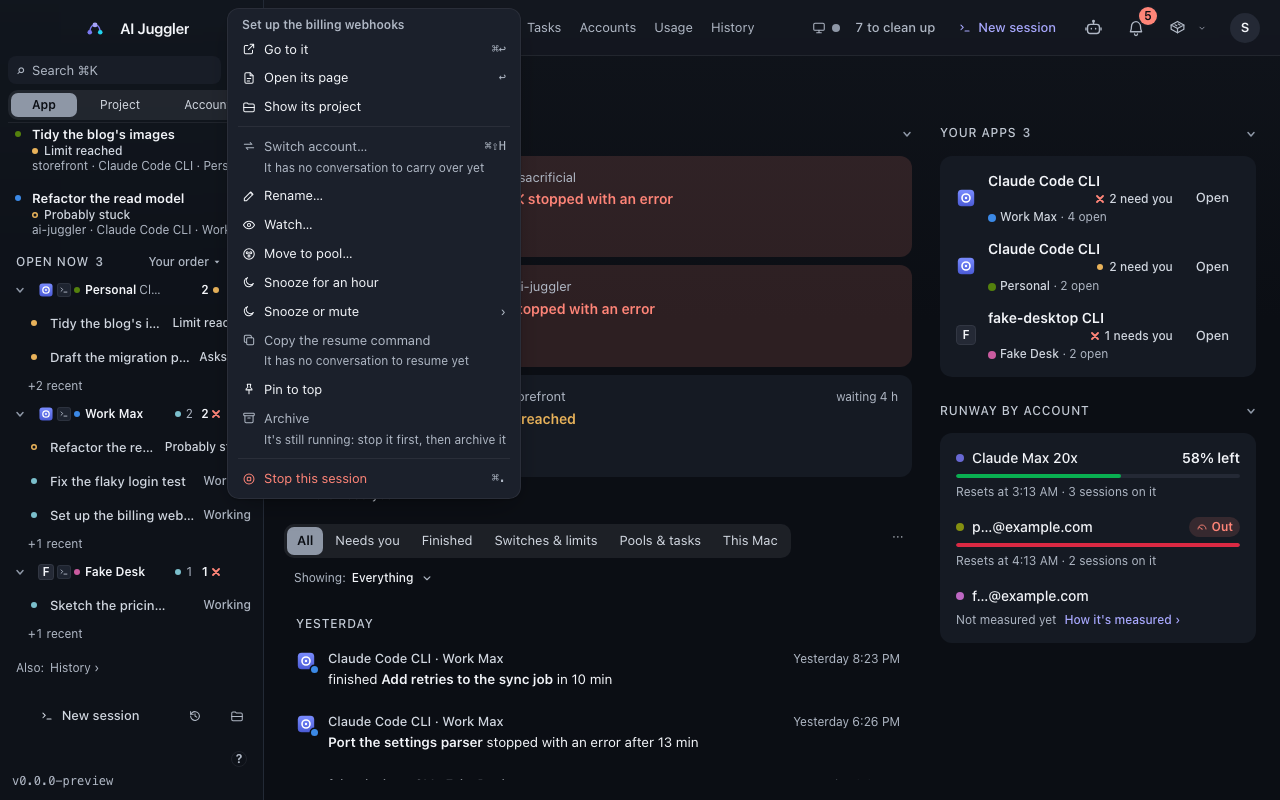 AI Juggler
Tasks
Accounts
Usage
History
7 to clean up
New session
5
S
Search ⌘K
App
Project
Accoun
Tidy the blog's images
Limit reached
storefront · Claude Code CLI · Pers
Refactor the read model
Probably stuck
ai-juggler · Claude Code CLI · Work
OPEN NOW 3
Your order
Personal Cl...
2
Tidy the blog's i...
Limit reac
Draft the migration p...
Asks
+2 recent
Work Max
2
2
Refactor the re...
Probably st
Fix the flaky login test
Wor
Set up the billing web...
Working
+1 recent
F
Fake Desk
1
1
Sketch the pricin...
Working
+1 recent
Also: History ›
New session
?
v0.0.0-preview
Set up the billing webhooks
Go to it
⌘↩
Open its page
↩
Show its project
Switch account...
⌘⇧H
It has no conversation to carry over yet
Rename...
Watch...
Move to pool...
Snooze for an hour
Snooze or mute
›
Copy the resume command
It has no conversation to resume yet
Pin to top
Archive
It's still running: stop it first, then archive it
Stop this session
⌘.
sacrificial
stopped with an error
i-juggler
topped with an error
orefront
waiting 4 h
reached
All
Needs you
Finished
Switches & limits
Pools & tasks
This Mac
...
Showing: Everything
YESTERDAY
Claude Code CLI · Work Max
Yesterday 8:23 PM
finished Add retries to the sync job in 10 min
Claude Code CLI · Work Max
Yesterday 6:26 PM
Port the settings parser stopped with an error after 13 min
YOUR APPS 3
Claude Code CLI
2 need you
Work Max · 4 open
Open
Claude Code CLI
2 need you
Personal · 2 open
Open
F
fake-desktop CLI
1 needs you
Fake Desk · 2 open
Open
RUNWAY BY ACCOUNT
Claude Max 20x
58% left
Resets at 3:13 AM · 3 sessions on it
p...@example.com
Out
Resets at 4:13 AM · 2 sessions on it
f...@example.com
Not measured yet
How it's measured ›